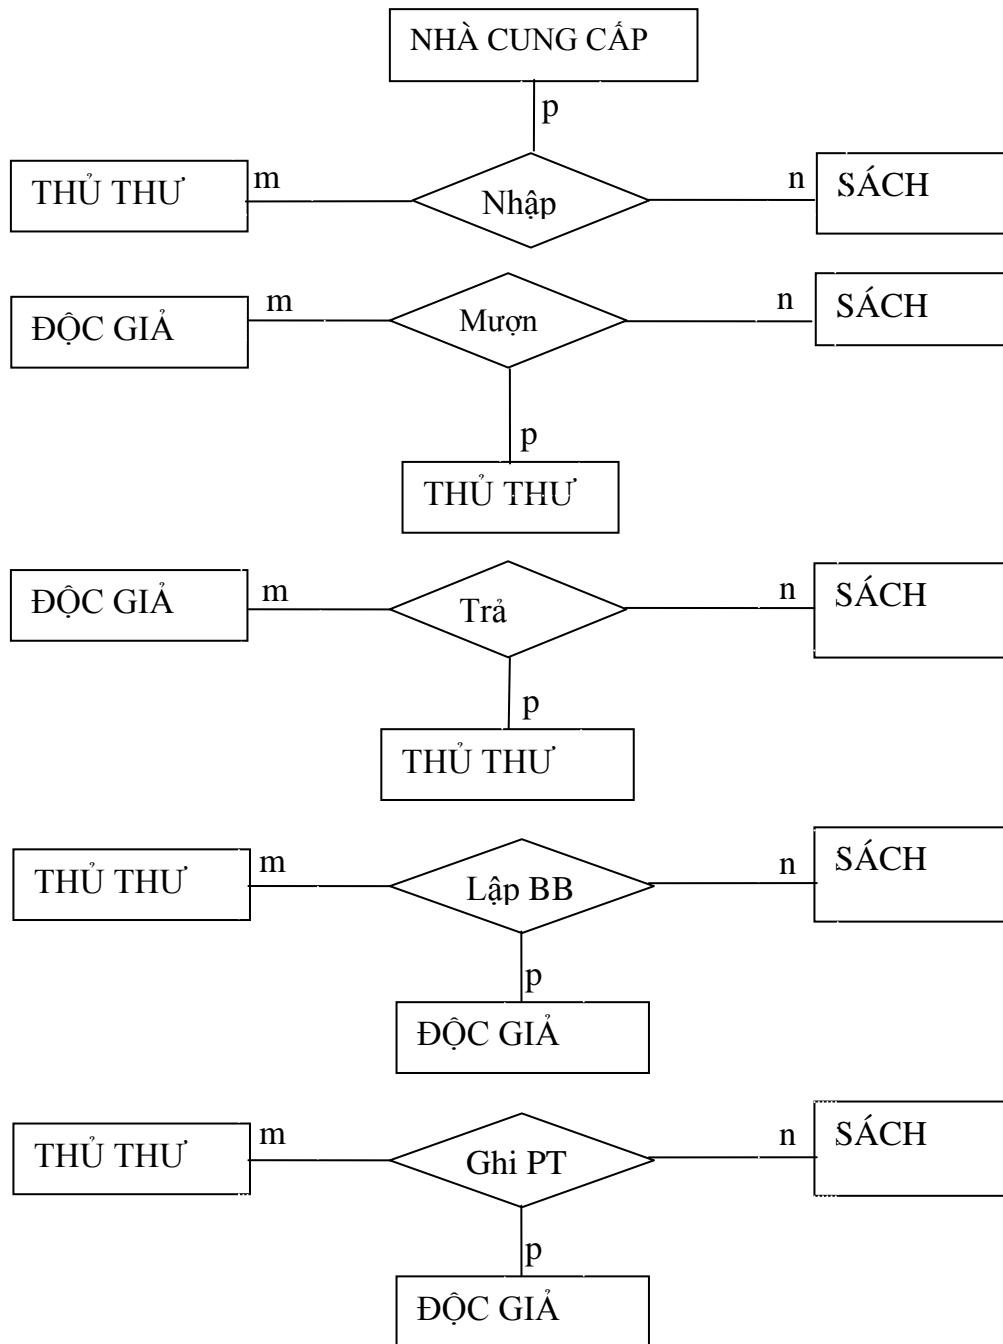 NHÀ CUNG CẤP
p
THỦ THƯ
m
Nhập
n
SÁCH
ĐỘC GIẢ
m
Mượn
n
SÁCH
p
THỦ THƯ
ĐỘC GIẢ
m
Trả
n
SÁCH
p
THỦ THƯ
THỦ THƯ
m
Lập BB
n
SÁCH
p
ĐỘC GIẢ
THỦ THƯ
m
Ghi PT
n
SÁCH
p
ĐỘC GIẢ